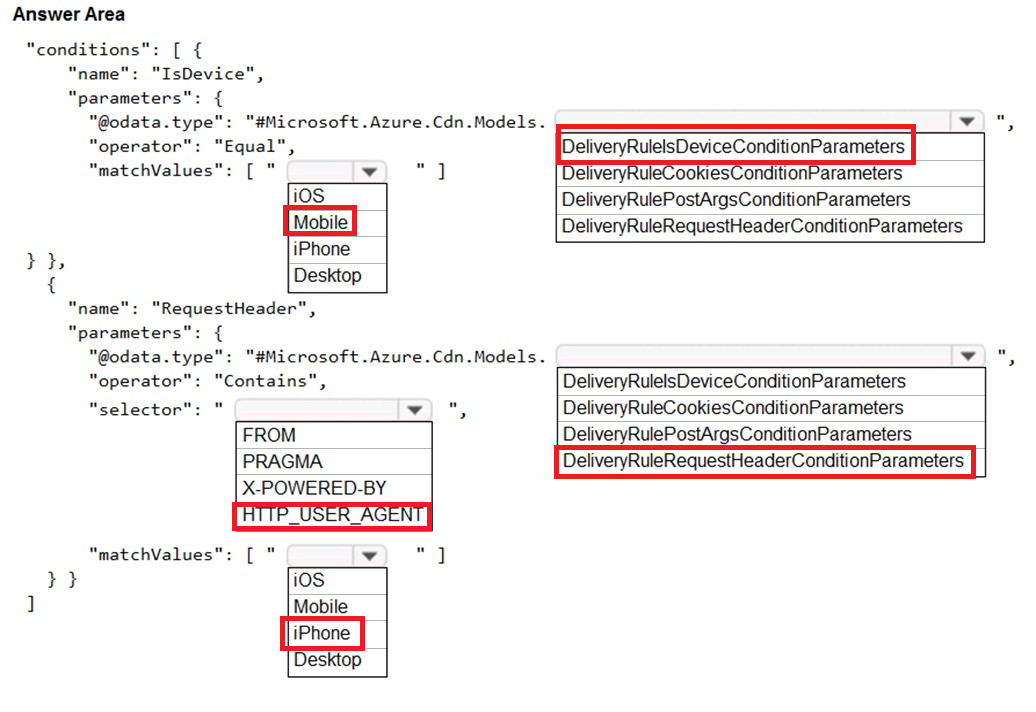 Answer Area
"conditions": [ {
"name": "IsDevice",
"parameters": {
"@odata.type": "#Microsoft.Azure.Cdn.Models. ",
DeliveryRuleIsDeviceConditionParameters
DeliveryRuleCookiesConditionParameters
DeliveryRulePostArgsConditionParameters
DeliveryRuleRequestHeaderConditionParameters
"operator": "Equal",
"matchValues": [ " " ]
iOS
Mobile
iPhone
Desktop
} },
{
"name": "RequestHeader",
"parameters": {
"@odata.type": "#Microsoft.Azure.Cdn.Models. ",
DeliveryRuleIsDeviceConditionParameters
DeliveryRuleCookiesConditionParameters
DeliveryRulePostArgsConditionParameters
DeliveryRuleRequestHeaderConditionParameters
"operator": "Contains",
"selector": " ",
FROM
PRAGMA
X-POWERED-BY
HTTP_USER_AGENT
"matchValues": [ " " ]
iOS
Mobile
iPhone
Desktop
} }
]